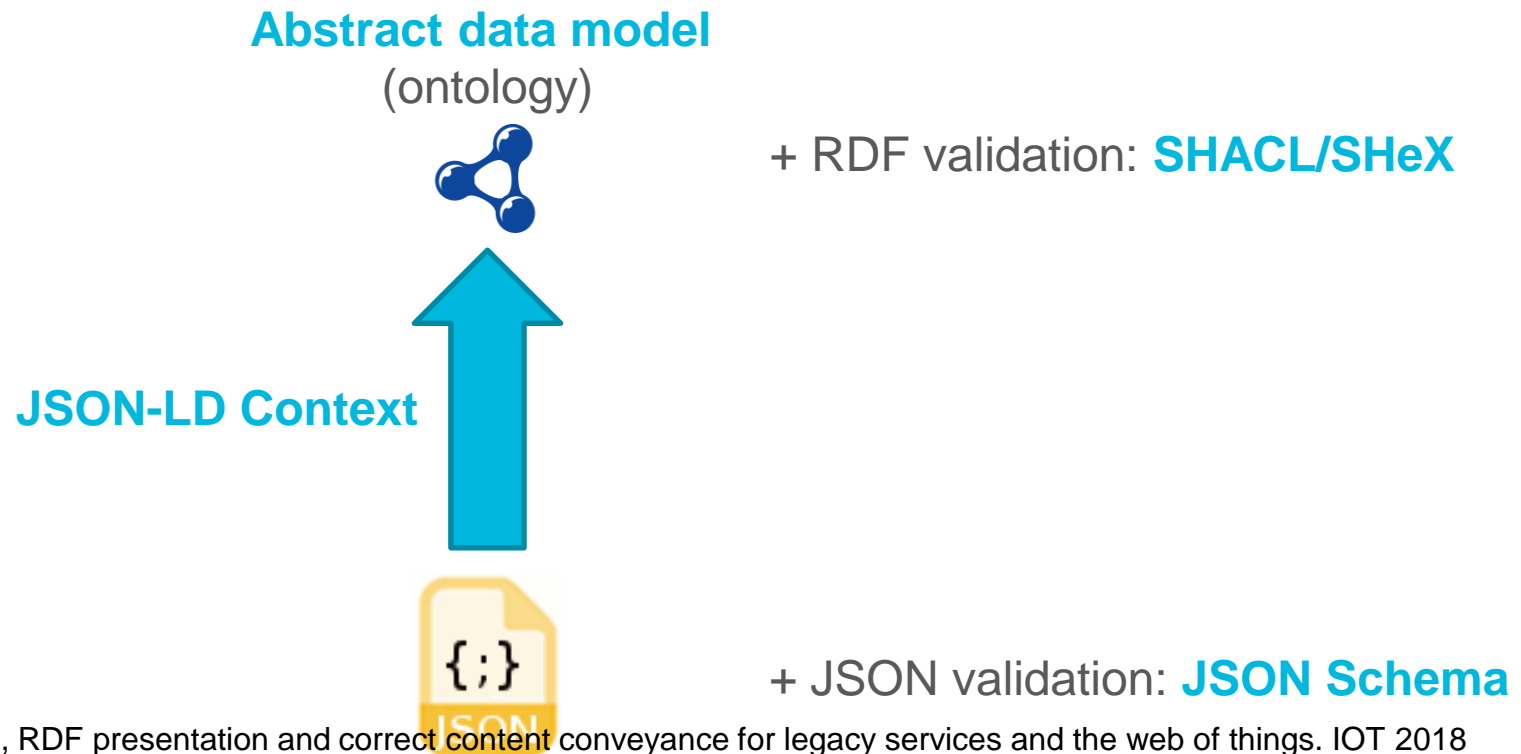 Abstract data model
(ontology)
+ RDF validation: SHACL/SHeX
JSON-LD Context
{;}
+ JSON validation: JSON Schema
JSON
, RDF presentation and correct content conveyance for legacy services and the web of things. IOT 2018